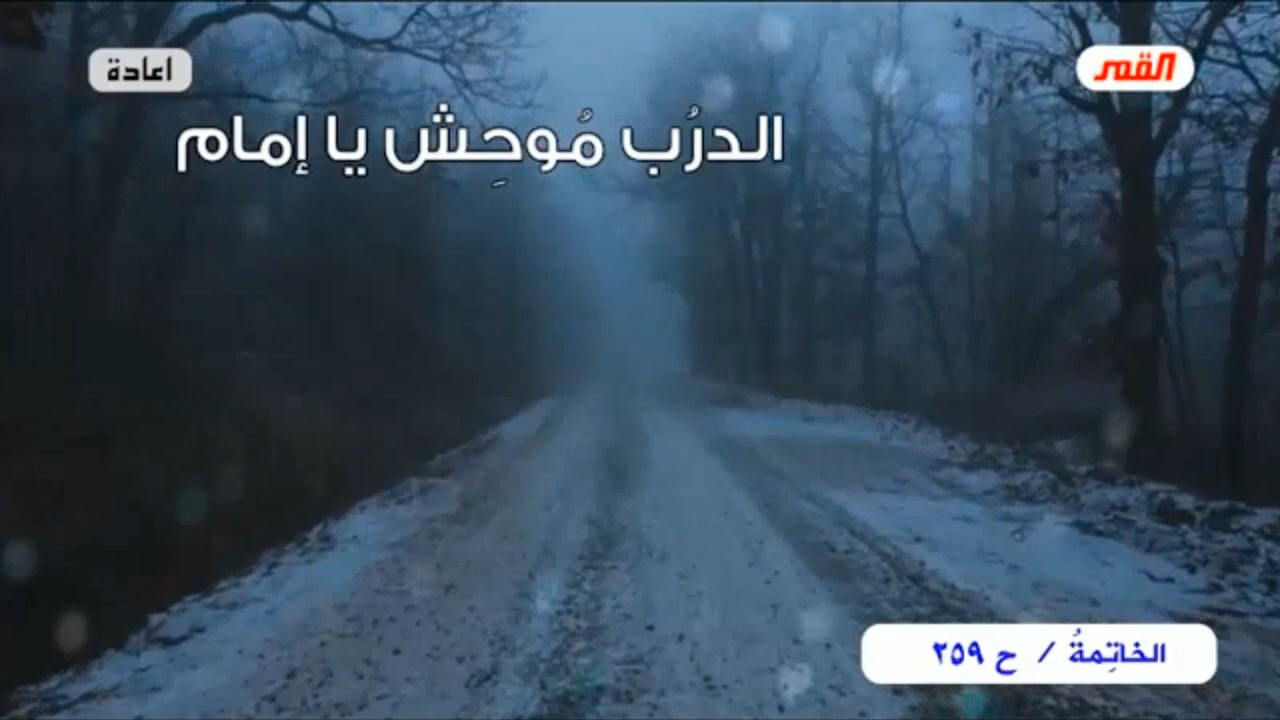 القمر
اعادة
الدرُب مُوحِش يا إمام
الخاتِمةُ / ح ٢٥٩